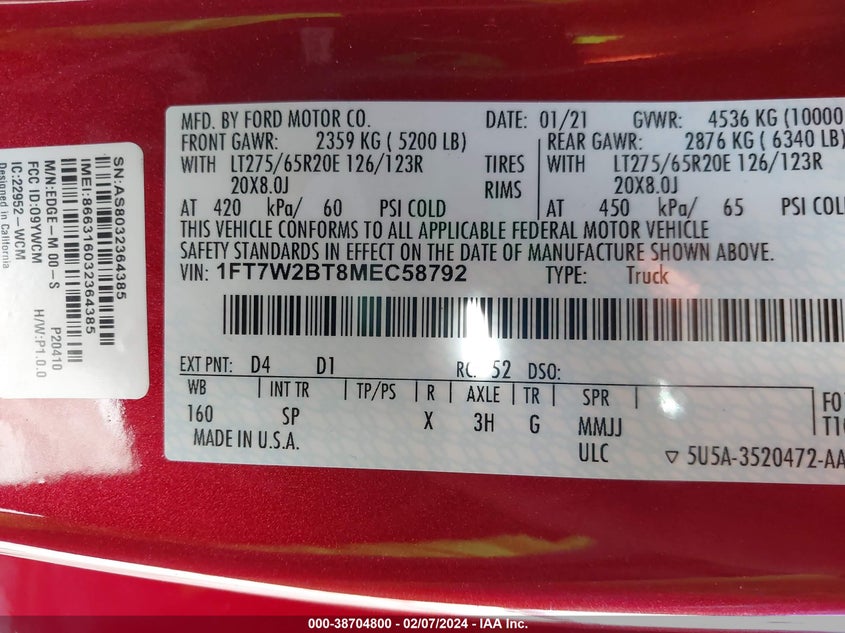 MFD. BY FORD MOTOR CO.
DATE: 01/21
GVWR: 4536 KG (10000
FRONT GAWR: 2359 KG ( 5200 LB)
REAR GAWR: 2876 KG ( 6340 LB)
WITH LT275/65R20E 126/123R
TIRES
WITH LT275/65R20E 126/123R
20X8.0J
RIMS
20X8.0J
AT 420 kPa/ 60 PSI COLD
AT 450 kPa/ 65 PSI COL
THIS VEHICLE CONFORMS TO ALL APPLICABLE FEDERAL MOTOR VEHICLE
SAFETY STANDARDS IN EFFECT ON THE DATE OF MANUFACTURE SHOWN ABOVE.
VIN: 1FT7W2BT8MEC58792
TYPE: Truck
EXT PNT: D4 D1 RC: 52 DSO:
WB INT TR TP/PS R AXLE TR SPR
160 SP X 3H G MMJJ
MADE IN U.S.A.
ULC
5U5A-3520472-AA
SN:AS8032364385
IMEI:866316032364385
M/N:EDGE-M 00-S P20410
FCC ID:09YWCM H/W:P1.0.0
IC:22952-WCM
Designed in California
000-38704800 - 02/07/2024 - IAA Inc.